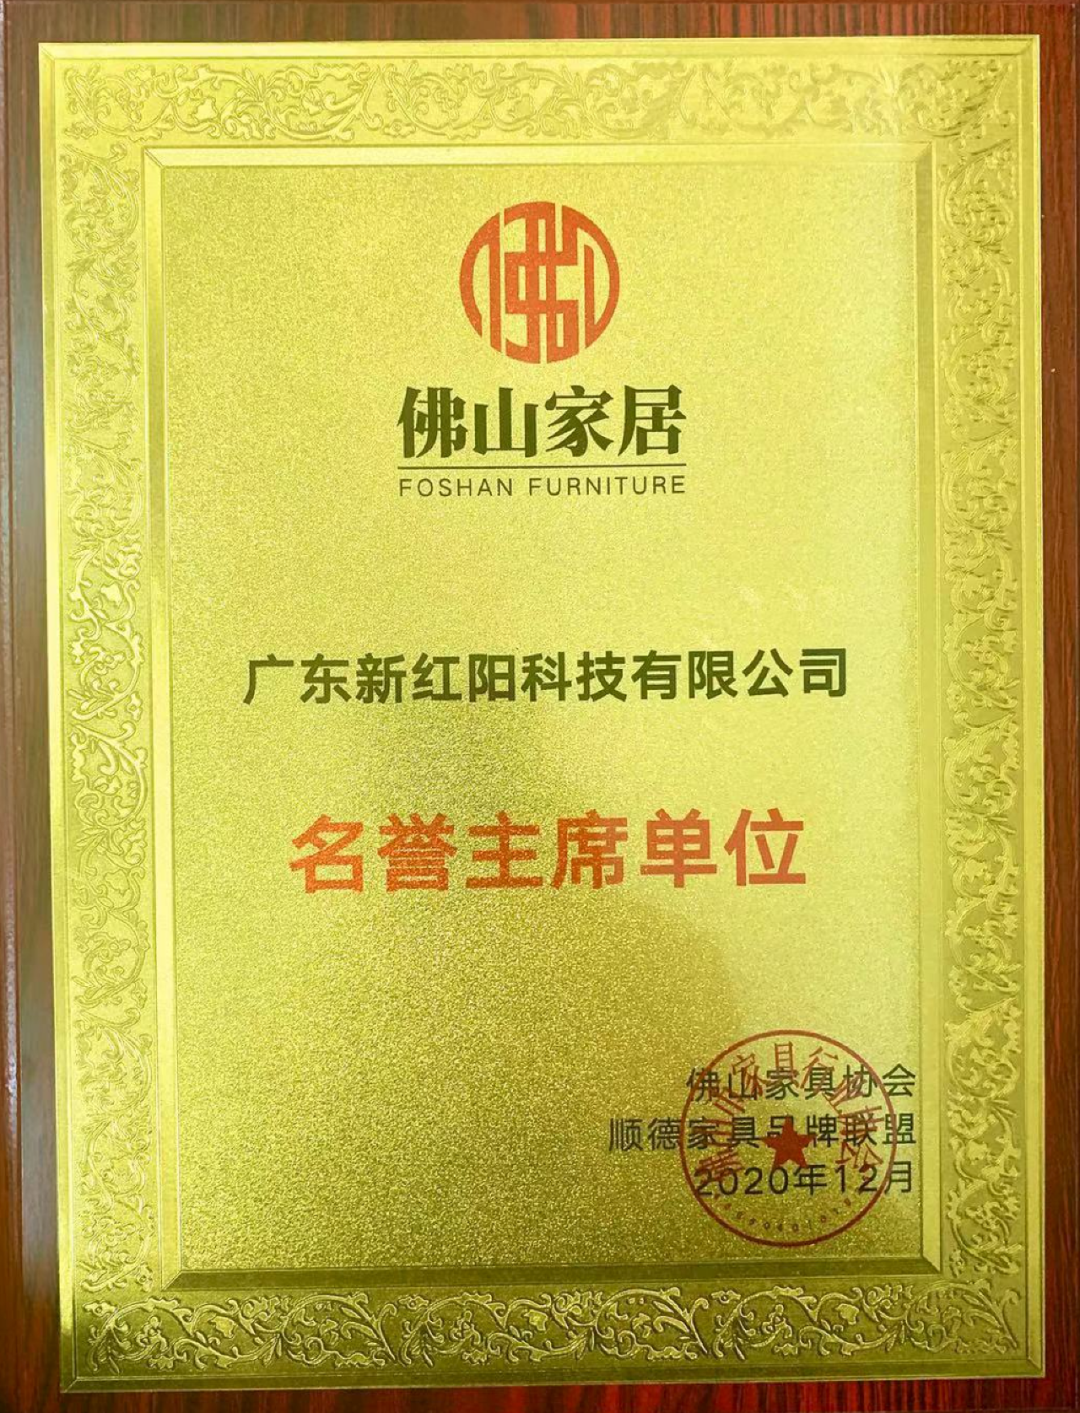 佛山家居
FOSHAN FURNITURE
广东新红阳科技有限公司
名誉主席单位
佛山家具协会
顺德家具品牌联盟
2020年12月